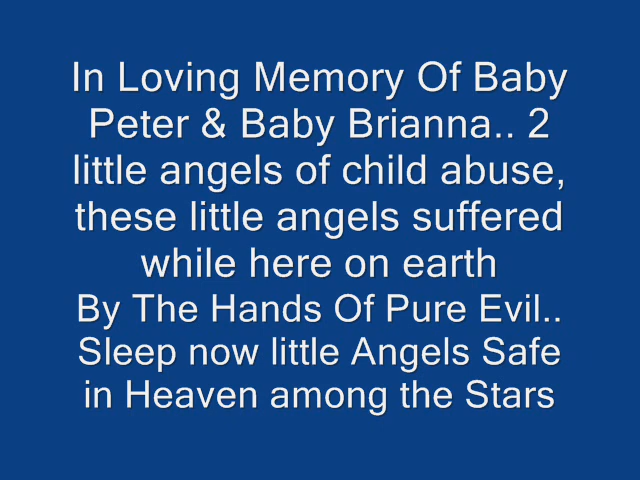 In Loving Memory Of Baby
Peter & Baby Brianna.. 2
little angels of child abuse,
these little angels suffered
while here on earth
By The Hands Of Pure Evil..
Sleep now little Angels Safe
in Heaven among the Stars